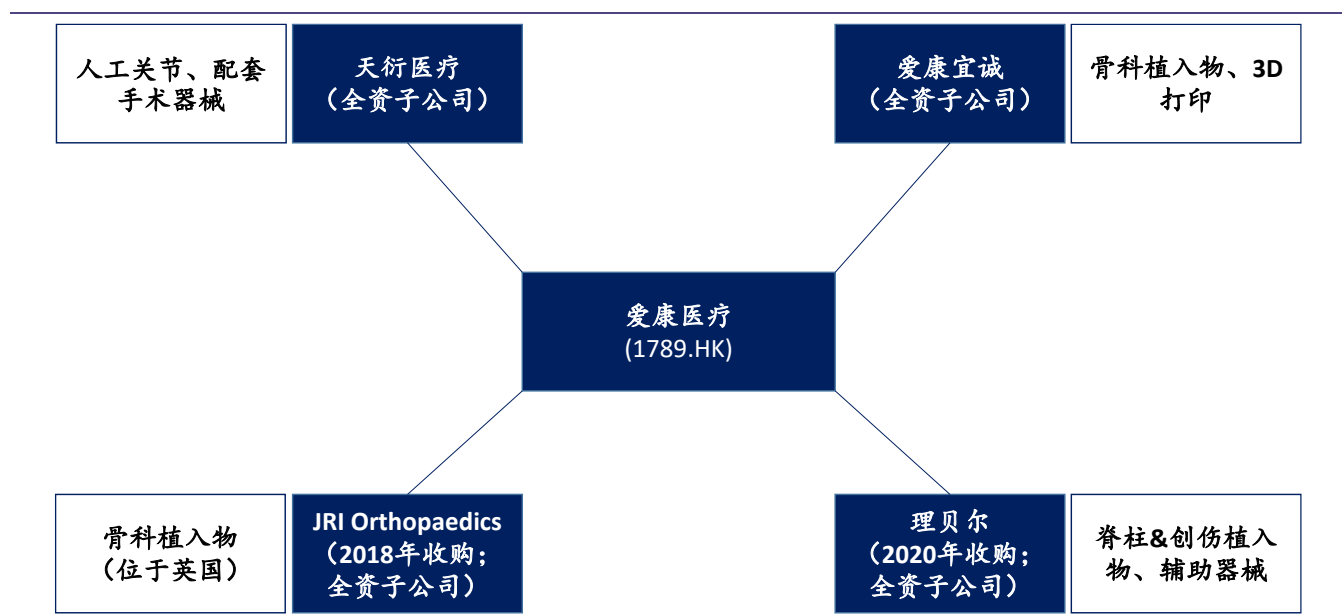 人工关节、配套
手术器械
天衍医疗
（全资子公司）
爱康宜诚
（全资子公司）
骨科植入物、3D
打印
爱康医疗
(1789.HK)
骨科植入物
（位于英国）
JRI Orthopaedics
（2018年收购；
全资子公司）
理贝尔
（2020年收购；
全资子公司）
脊柱&创伤植入
物、辅助器械